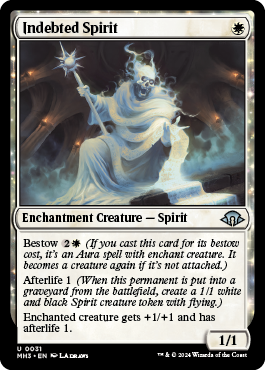 Indebted Spirit
Enchantment Creature — Spirit
Bestow 2 (If you cast this card for its bestow
cost, it's an Aura spell with enchant creature. It
becomes a creature again if it's not attached.)
Afterlife 1 (When this permanent is put into a
graveyard from the battlefield, create a 1/1 white
and black Spirit creature token with flying.)
Enchanted creature gets +1/+1 and has
afterlife 1.
1/1
U 0031
MH3 • EN LA DRAWS
™ & © 2024 Wizards of the Coast